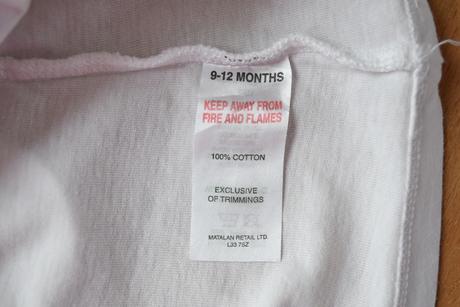 9-12 MONTHS
KEEP AWAY FROM
FIRE AND FLAMES
100% COTTON
EXCLUSIVE
OF TRIMMINGS
MATALAN RETAIL LTD.
L33 7SZ